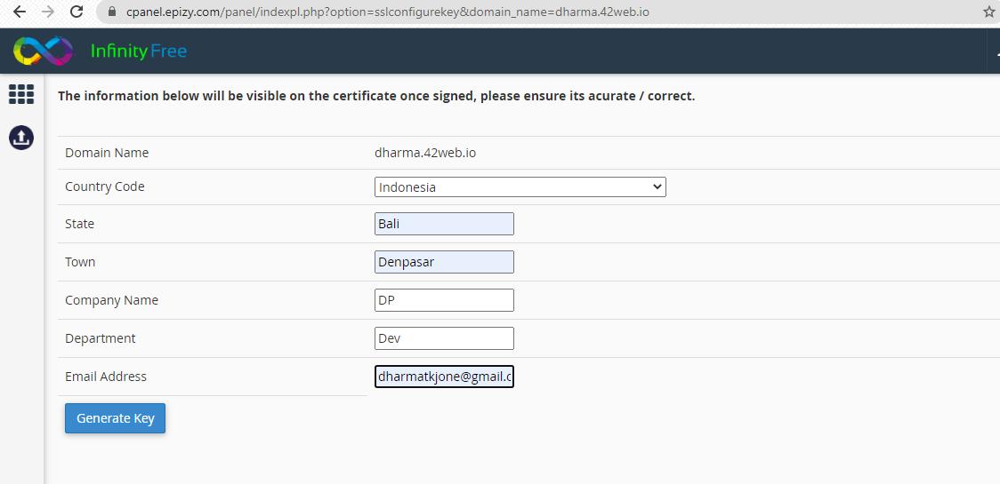 cpanel.epizy.com/panel/indexpl.php?option=sslconfigurekey&domain_name=dharma.42web.io
InfinityFree
The information below will be visible on the certificate once signed, please ensure its acurate / correct.
Domain Name dharma.42web.io
Country Code Indonesia
State Bali
Town Denpasar
Company Name DP
Department Dev
Email Address dharmatkjone@gmail.c
Generate Key